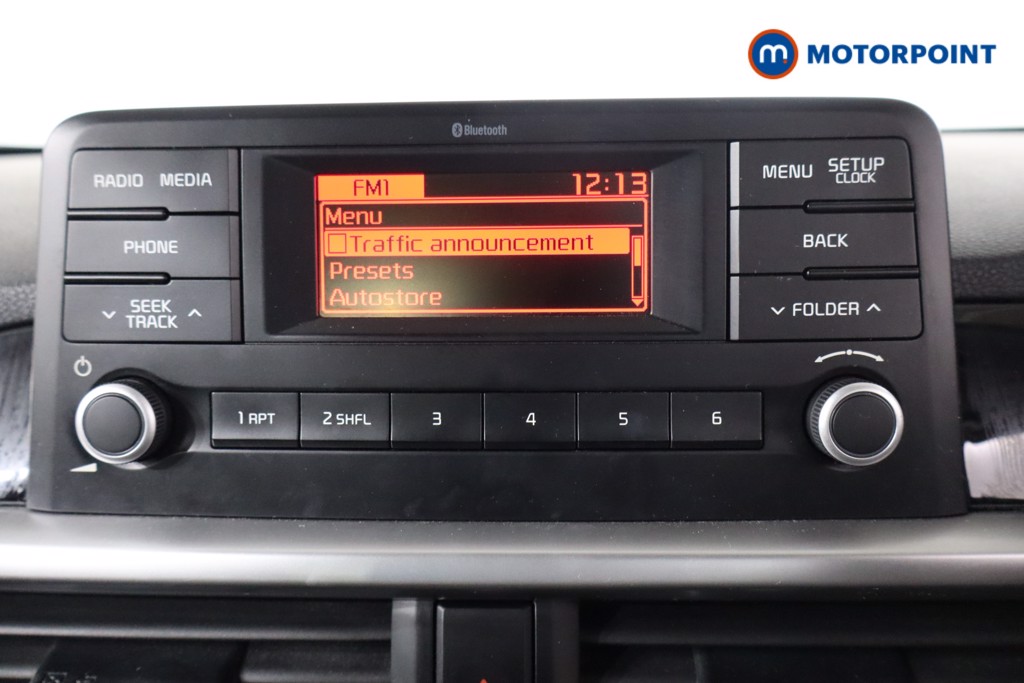 m MOTORPOINT
Bluetooth
RADIO MEDIA
PHONE
SEEK
TRACK
FM1 12:13
Menu
Traffic announcement
Presets
Autostore
MENU SETUP
CLOCK
BACK
FOLDER
1 RPT 2 SHFL 3 4 5 6